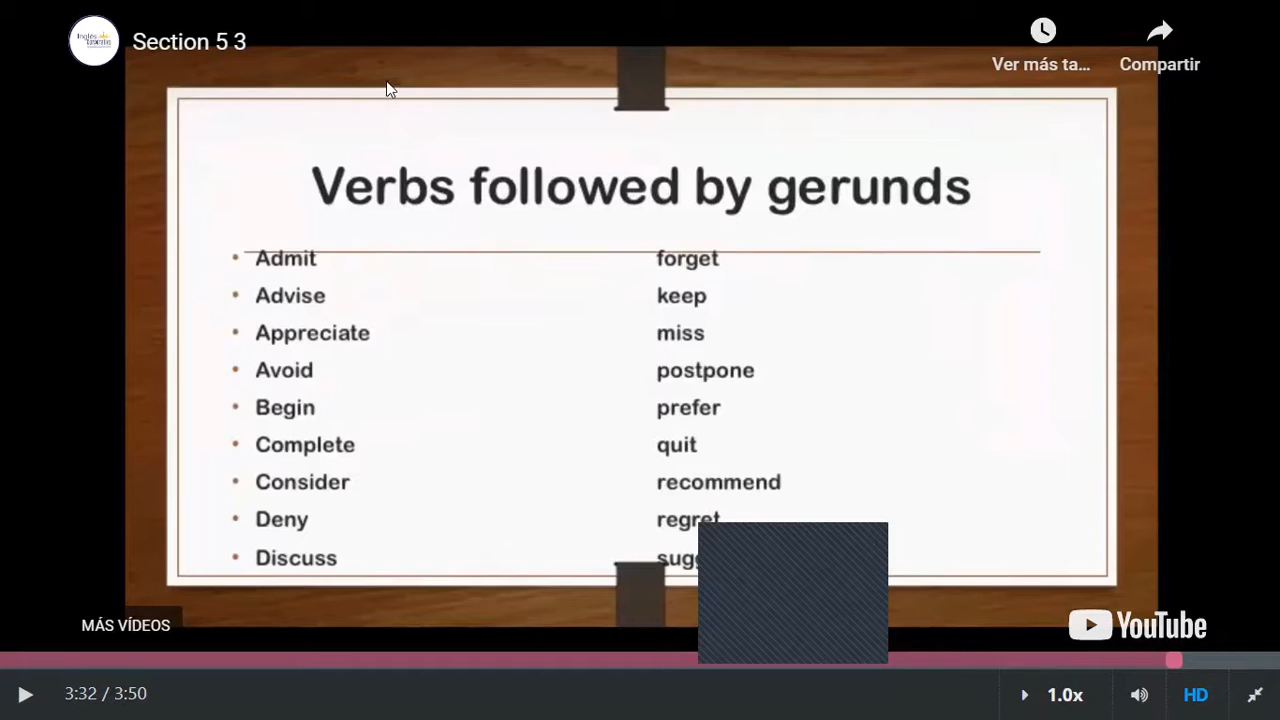 Section 5 3
Ver más ta...
Compartir
Verbs followed by gerunds
• Admit forget
• Advise keep
• Appreciate miss
• Avoid postpone
• Begin prefer
• Complete quit
• Consider recommend
• Deny regret
• Discuss
MÁS VÍDEOS
YouTube
3:32 / 3:50
1.0x
HD